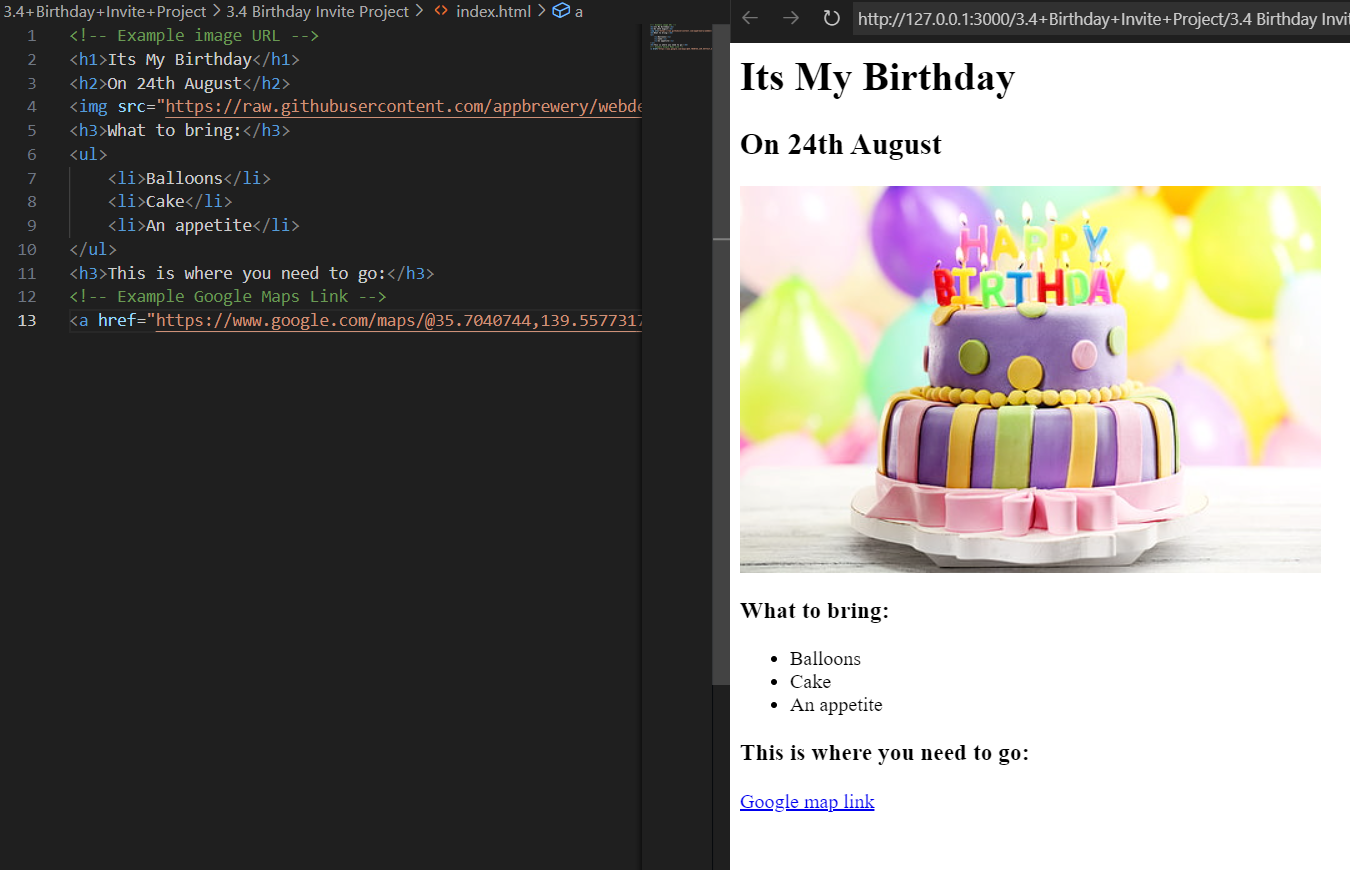 3.4+Birthday+Invite+Project > 3.4 Birthday Invite Project > <> index.html > a
1 <!-- Example image URL -->
2 <h1>Its My Birthday</h1>
3 <h2>On 24th August</h2>
4 <img src="https://raw.githubusercontent.com/appbrewery/webde
5 <h3>What to bring:</h3>
6 <ul>
7 <li>Balloons</li>
8 <li>Cake</li>
9 <li>An appetite</li>
10 </ul>
11 <h3>This is where you need to go:</h3>
12 <!-- Example Google Maps Link -->
13 <a href="https://www.google.com/maps/@35.7040744,139.5577317
http://127.0.0.1:3000/3.4+Birthday+Invite+Project/3.4 Birthday Invit
Its My Birthday
On 24th August
HAPPY
BIRTHDAY
What to bring:
• Balloons
• Cake
• An appetite
This is where you need to go:
Google map link